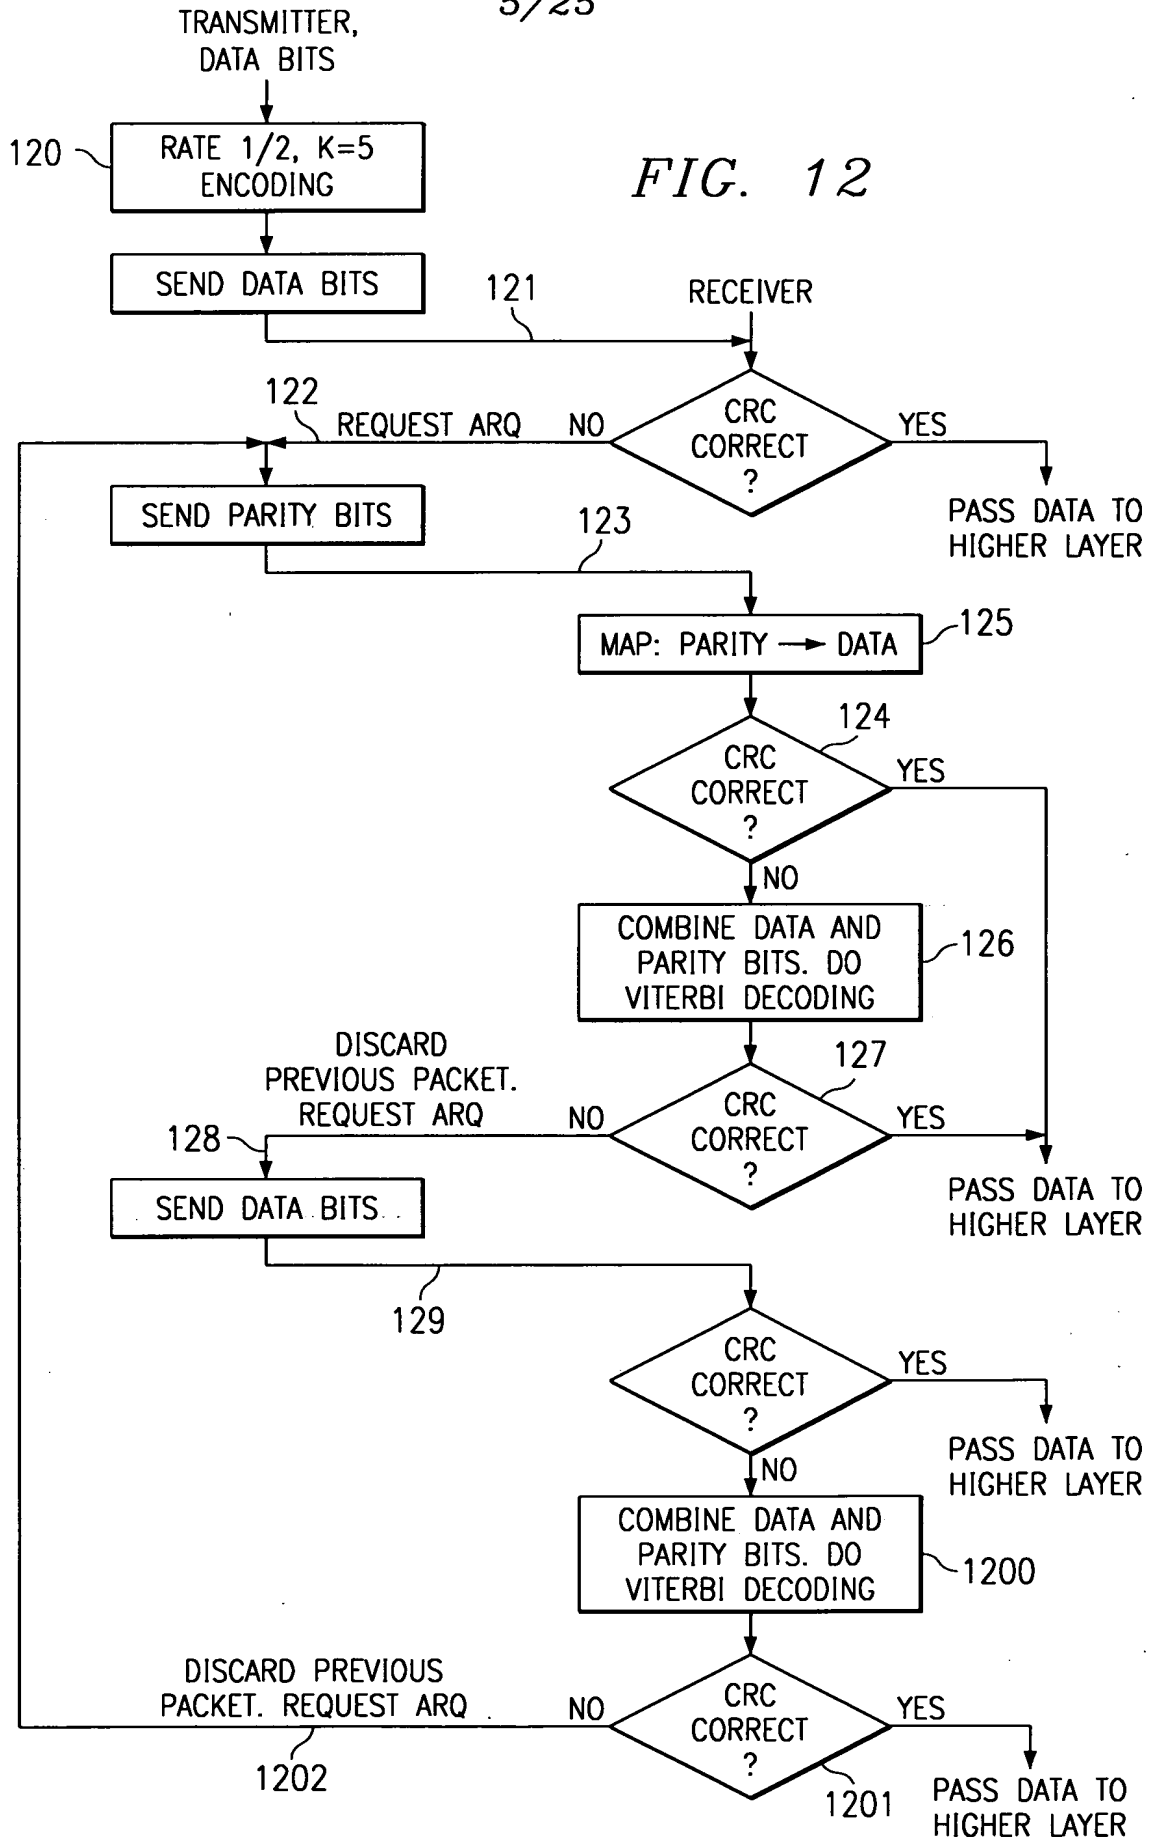 5/25
TRANSMITTER,
DATA BITS
120
RATE 1/2, K=5
ENCODING
FIG. 12
SEND DATA BITS
121
RECEIVER
122
REQUEST ARQ
NO
CRC
CORRECT
?
YES
SEND PARITY BITS
PASS DATA TO
HIGHER LAYER
123
MAP: PARITY → DATA
125
124
CRC
CORRECT
?
YES
NO
COMBINE DATA AND
PARITY BITS. DO
VITERBI DECODING
126
DISCARD
PREVIOUS PACKET.
REQUEST ARQ
NO
127
CRC
CORRECT
?
YES
128
SEND DATA BITS
PASS DATA TO
HIGHER LAYER
129
CRC
CORRECT
?
YES
NO
PASS DATA TO
HIGHER LAYER
COMBINE DATA AND
PARITY BITS. DO
VITERBI DECODING
1200
DISCARD PREVIOUS
PACKET. REQUEST ARQ
NO
1202
CRC
CORRECT
?
YES
1201
PASS DATA TO
HIGHER LAYER